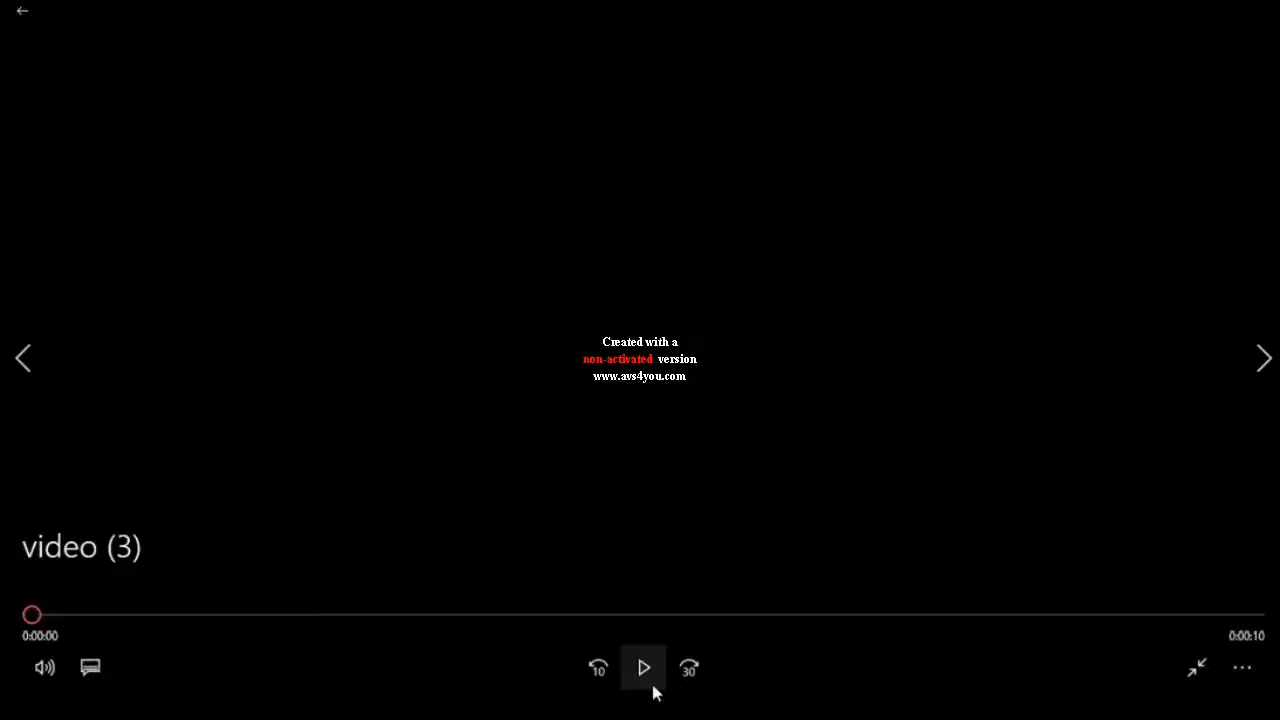 Created with a
non-activated version
www.avs4you.com
video (3)
0:00:00
0:00:10
10
30